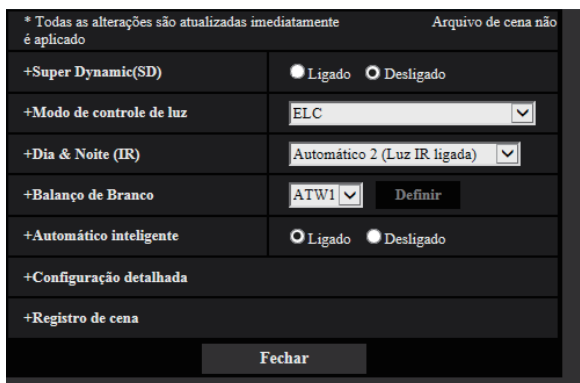 * Todas as alterações são atualizadas imediatamente Arquivo de cena não
é aplicado
+Super Dynamic(SD) Ligado Desligado
+Modo de controle de luz ELC
+Dia & Noite (IR) Automático 2 (Luz IR ligada)
+Balanço de Branco ATW1 Definir
+Automático inteligente Ligado Desligado
+Configuração detalhada
+Registro de cena
Fechar